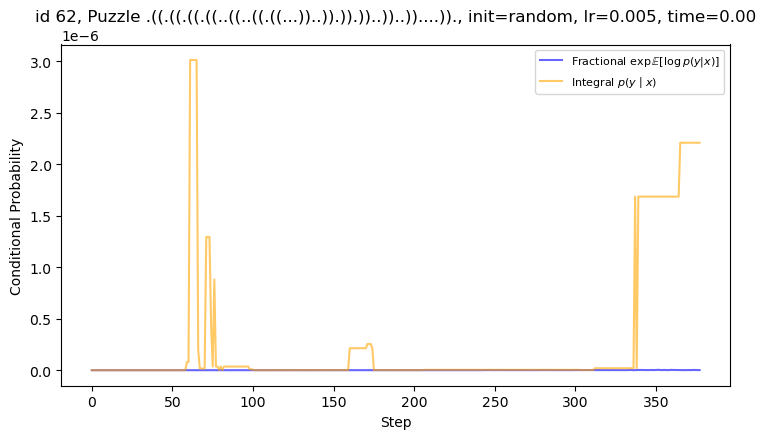 id 62, Puzzle .((.((.((.((..((..((.((...))..)).)).))..))..))....))., init=random, lr=0.005, time=0.00
1e−6
3.0
2.5
2.0
1.5
1.0
0.5
0.0
Conditional Probability
Fractional exp𝔼[log p(y|x)]
Integral p(y | x)
0 50 100 150 200 250 300 350
Step